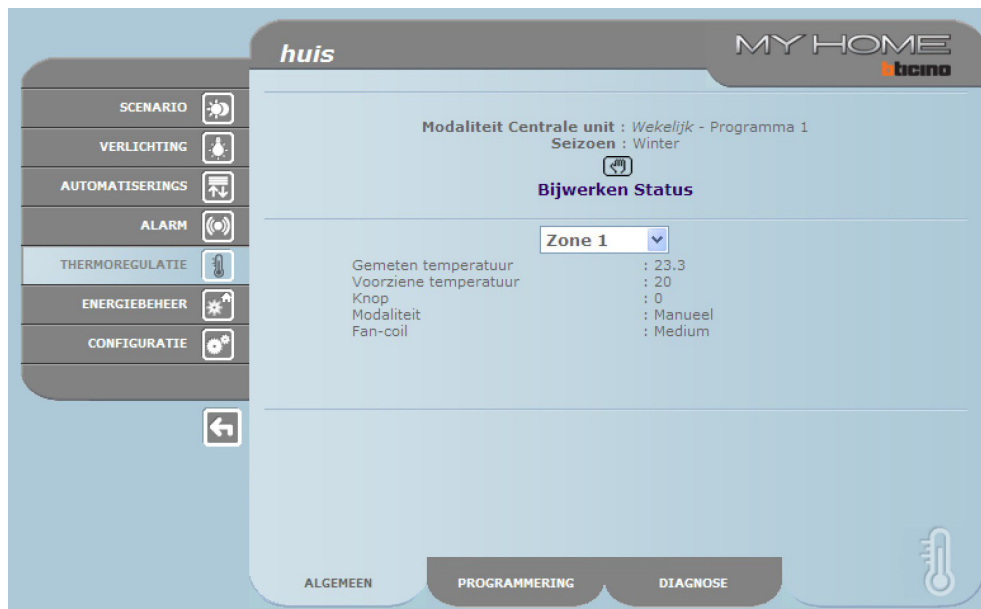 huis
MY HOME
bticino
SCENARIO
VERLICHTING
AUTOMATISERINGS
ALARM
THERMOREGULATIE
ENERGIEBEHEER
CONFIGURATIE
Modaliteit Centrale unit : Wekelijk - Programma 1
Seizoen : Winter
Bijwerken Status
Zone 1
Gemeten temperatuur : 23.3
Voorziene temperatuur : 20
Knop : 0
Modaliteit : Manueel
Fan-coil : Medium
ALGEMEEN PROGRAMMERING DIAGNOSE